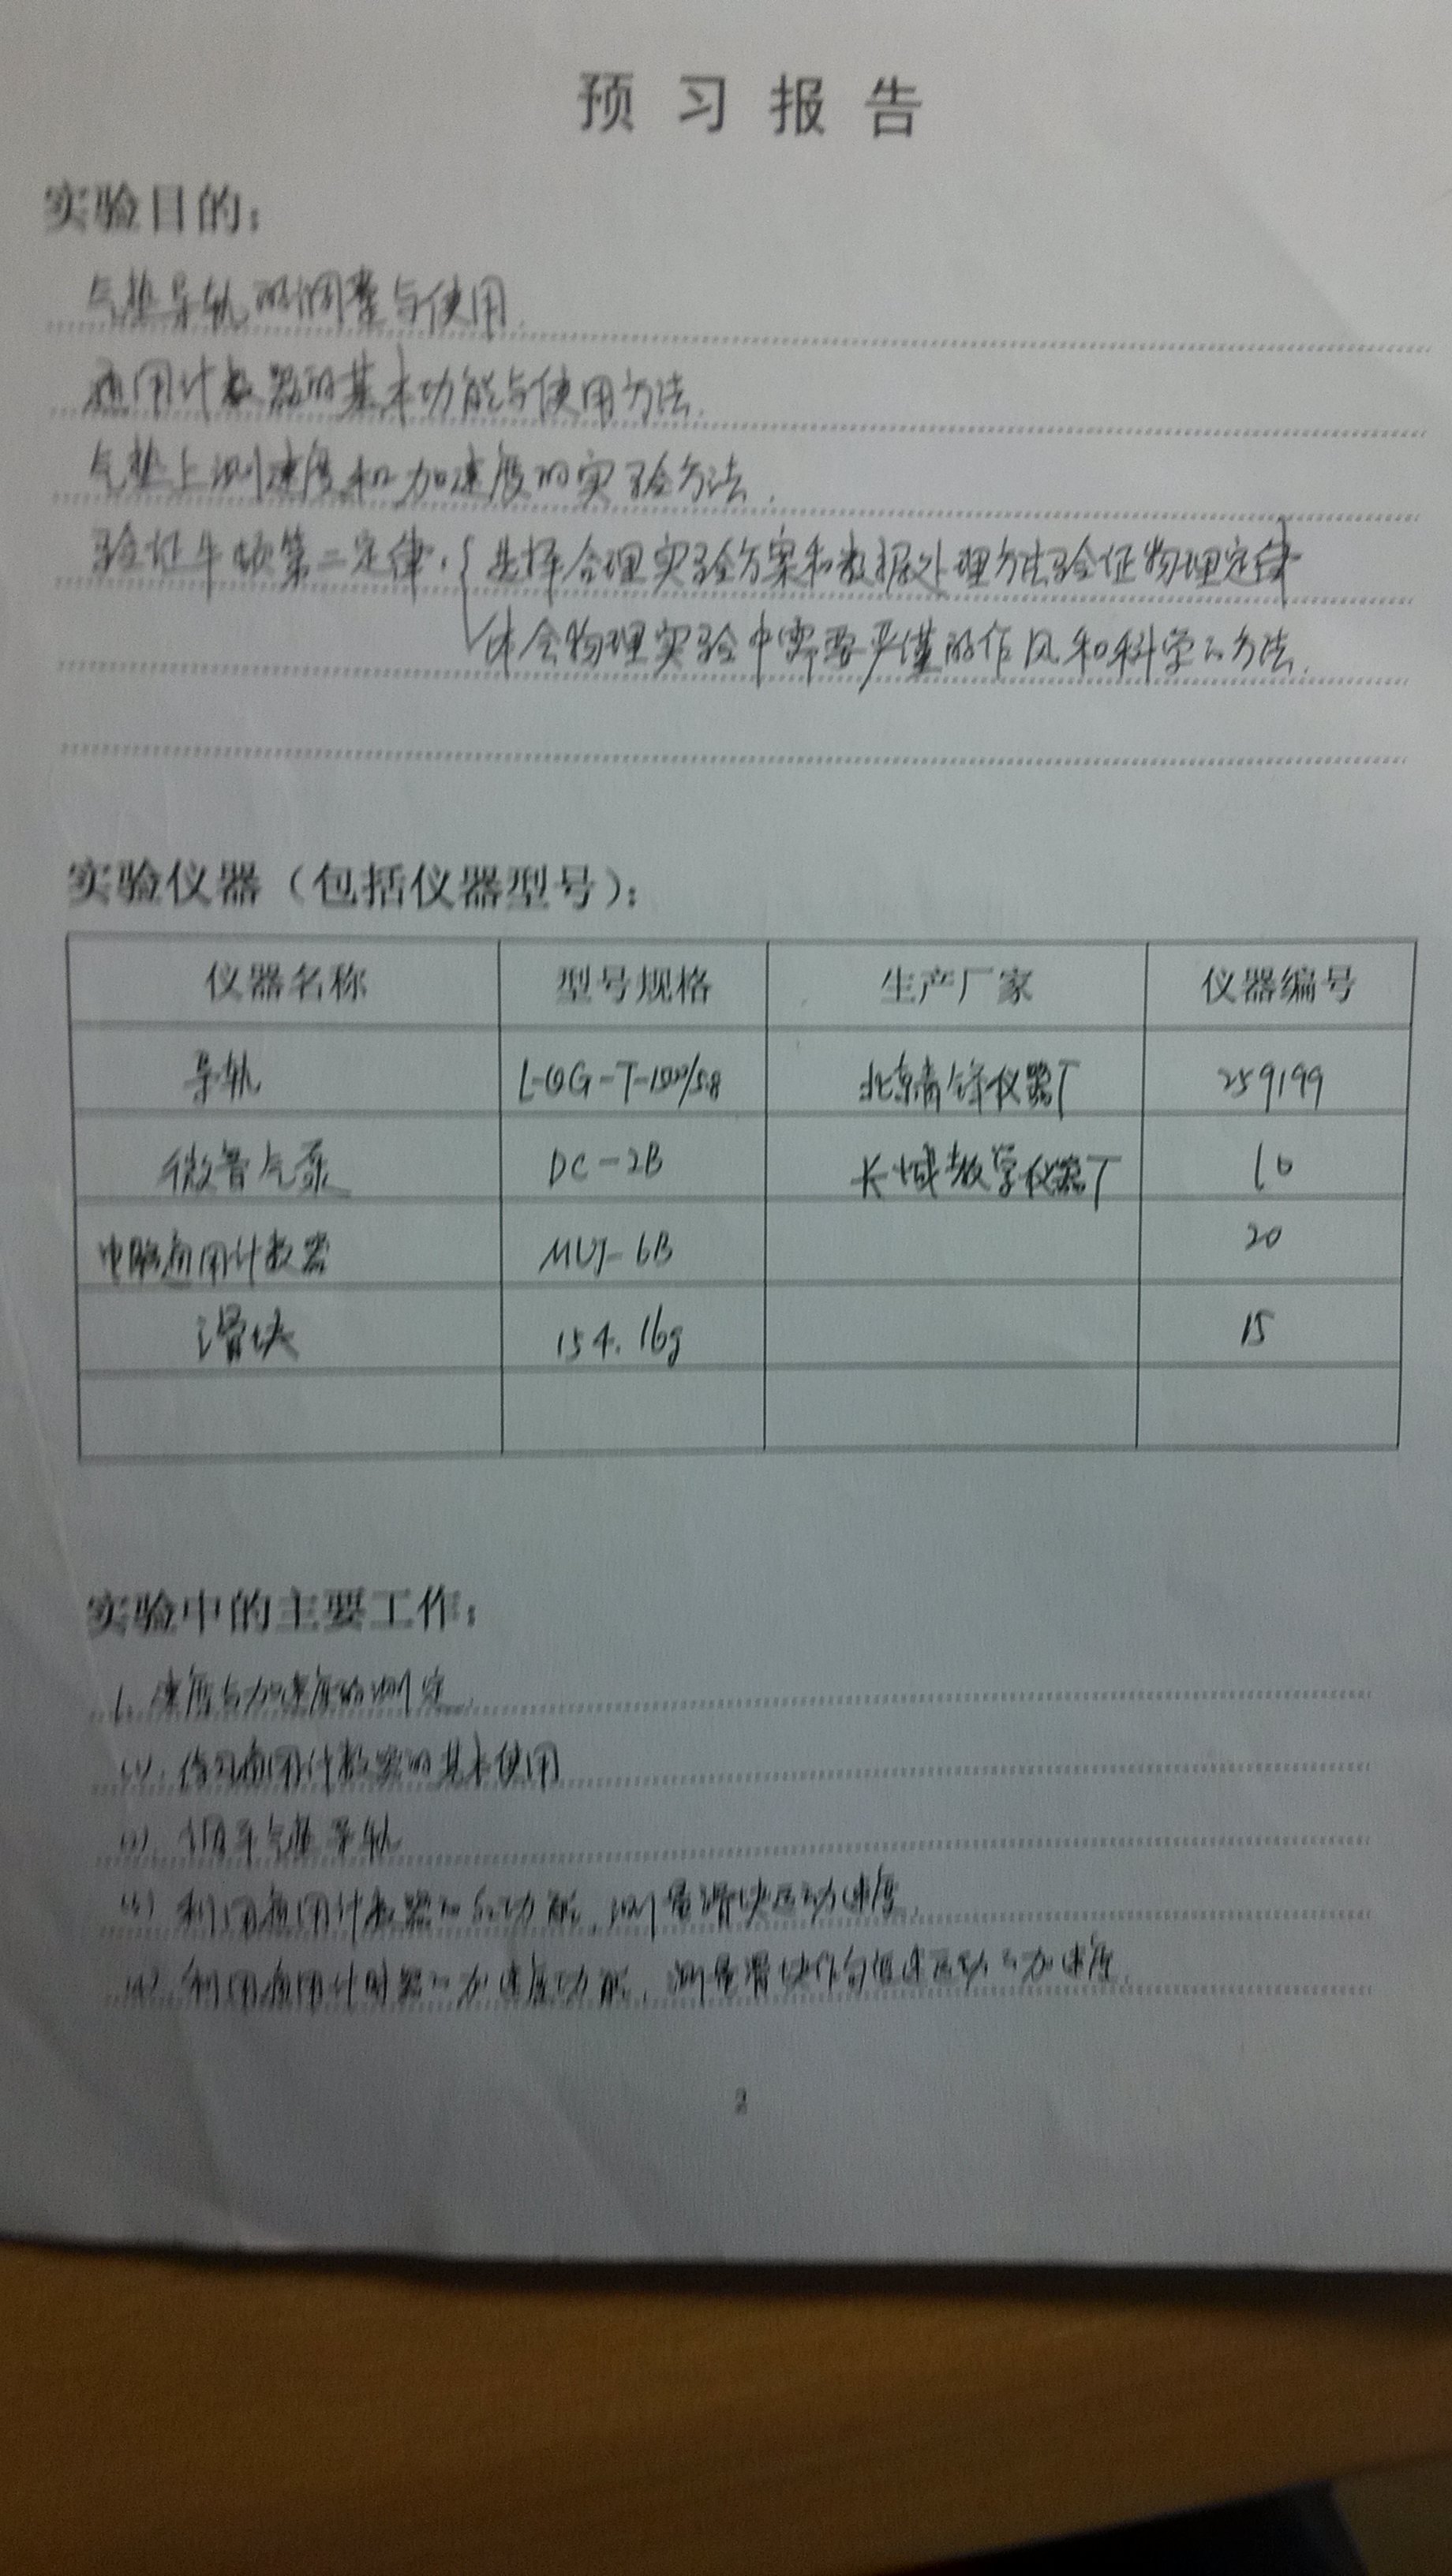 预习报告
实验目的：
气垫导轨的调整与使用.
通用计数器的基本功能与使用方法.
气垫上测速度和加速度的实验方法.
验证牛顿第二定律. { 选择合理实验方案和数据处理方法验证物理定律
体会物理实验中需要严谨的作风和科学的方法.
实验仪器（包括仪器型号）：
仪器名称 型号规格 生产厂家 仪器编号
导轨 L-QG-T-1500/5.8 北京青锋仪器厂 259199
微音气泵 DC-2B 长城教学仪器厂 10
电脑通用计数器 MUJ-6B 20
滑块 154.16g 15
实验中的主要工作：
1. 速度与加速度的测定.
(1). 练习通用计数器的基本使用
(2). 调平气垫导轨
(3) 利用通用计数器的 功能, 测量滑块运动速度.
(4). 利用通用计时器的加速度功能, 测量滑块作匀低速运动的加速度.
2